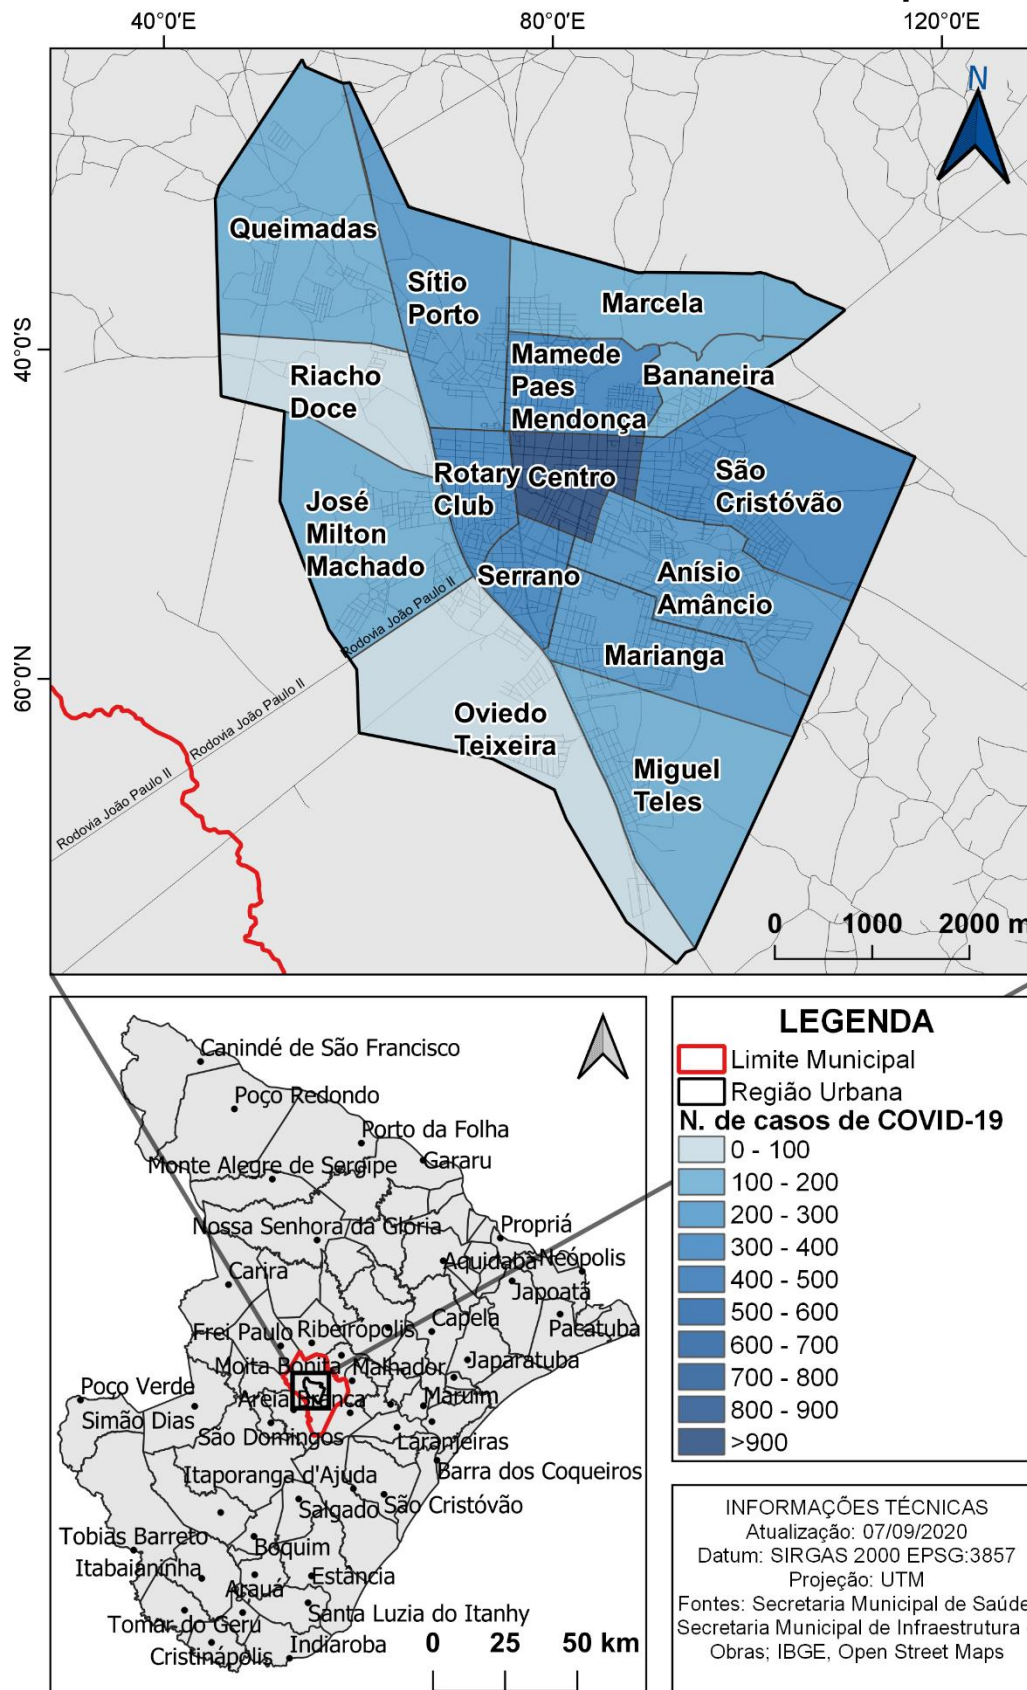 40°0'E
80°0'E
120°0'E
N
40°0'S
60°0'N
Queimadas
Sítio
Porto
Marcela
Mamede
Paes
Mendonça
Bananeira
Riacho
Doce
Rotary
Club
Centro
São
Cristóvão
José
Milton
Machado
Serrano
Anísio
Amâncio
Marianga
Rodovia João Paulo II
Rodovia João Paulo II
Rodovia João Paulo II
Oviedo
Teixeira
Miguel
Teles
0 1000 2000 m
Canindé de São Francisco
Poço Redondo
Porto da Folha
Gararu
Monte Alegre de Sergipe
Nossa Senhora da Glória
Propriá
Aquidabã
Neópolis
Carira
Japoatã
Pacatuba
Capela
Frei Paulo
Ribeirópolis
Moita Bonita
Malhador
Japaratuba
Poço Verde
Areia Branca
Maruim
Simão Dias
São Domingos
Laranjeiras
Itaporanga d'Ajuda
Barra dos Coqueiros
Salgado
São Cristóvão
Tobias Barreto
Boquim
Itabaianinha
Arauá
Estância
Tomar do Geru
Santa Luzia do Itanhy
Cristinápolis
Indiaroba
0 25 50 km
LEGENDA
Limite Municipal
Região Urbana
N. de casos de COVID-19
0 - 100
100 - 200
200 - 300
300 - 400
400 - 500
500 - 600
600 - 700
700 - 800
800 - 900
>900
INFORMAÇÕES TÉCNICAS
Atualização: 07/09/2020
Datum: SIRGAS 2000 EPSG:3857
Projeção: UTM
Fontes: Secretaria Municipal de Saúde
Secretaria Municipal de Infraestrutura
Obras; IBGE, Open Street Maps